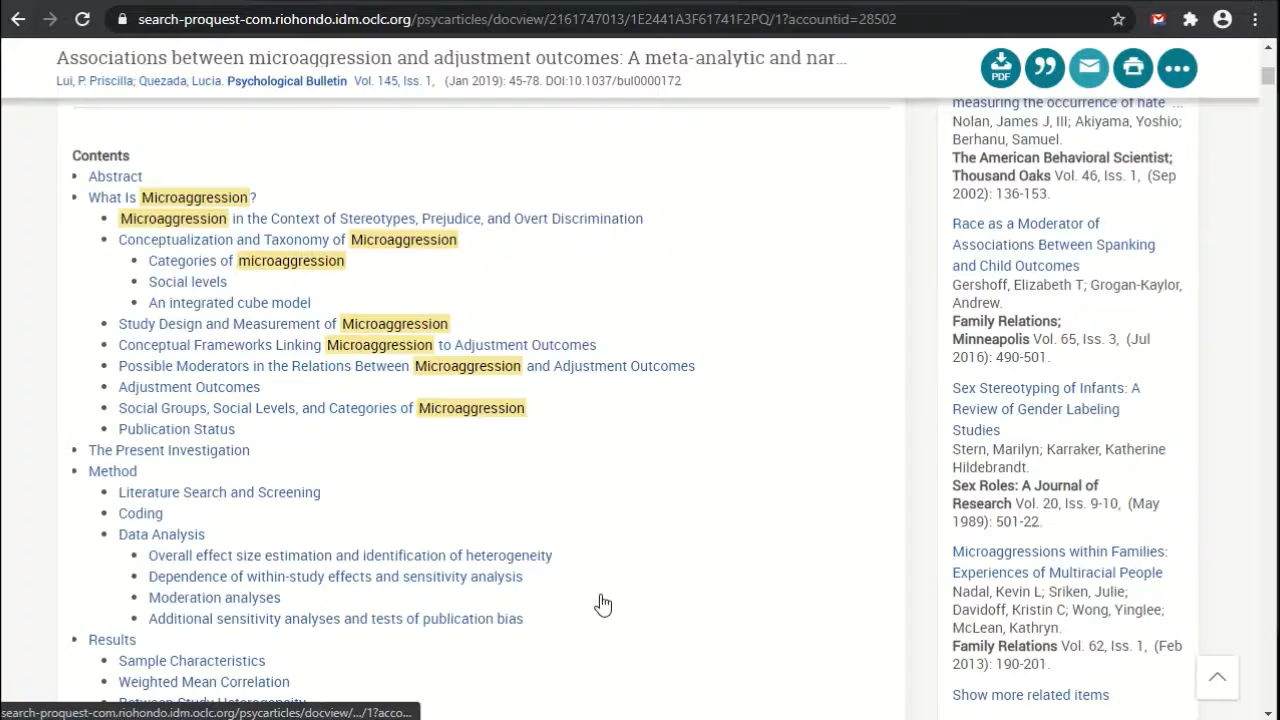 search-proquest-com.riohondo.idm.oclc.org/psycarticles/docview/2161747013/1E2441A3F61741F2PQ/1?accountid=28502
Associations between microaggression and adjustment outcomes: A meta-analytic and nar...
Lui, P. Priscilla; Quezada, Lucia. Psychological Bulletin Vol. 145, Iss. 1, (Jan 2019): 45-78. DOI:10.1037/bul0000172
PDF
Contents
Abstract
What Is Microaggression?
Microaggression in the Context of Stereotypes, Prejudice, and Overt Discrimination
Conceptualization and Taxonomy of Microaggression
Categories of microaggression
Social levels
An integrated cube model
Study Design and Measurement of Microaggression
Conceptual Frameworks Linking Microaggression to Adjustment Outcomes
Possible Moderators in the Relations Between Microaggression and Adjustment Outcomes
Adjustment Outcomes
Social Groups, Social Levels, and Categories of Microaggression
Publication Status
The Present Investigation
Method
Literature Search and Screening
Coding
Data Analysis
Overall effect size estimation and identification of heterogeneity
Dependence of within-study effects and sensitivity analysis
Moderation analyses
Additional sensitivity analyses and tests of publication bias
Results
Sample Characteristics
Weighted Mean Correlation
Between-Study Heterogeneity
search-proquest-com.riohondo.idm.oclc.org/psycarticles/docview/.../1?acco...
measuring the occurrence of hate ...
Nolan, James J, III; Akiyama, Yoshio;
Berhanu, Samuel.
The American Behavioral Scientist;
Thousand Oaks Vol. 46, Iss. 1, (Sep
2002): 136-153.
Race as a Moderator of
Associations Between Spanking
and Child Outcomes
Gershoff, Elizabeth T; Grogan-Kaylor,
Andrew.
Family Relations;
Minneapolis Vol. 65, Iss. 3, (Jul
2016): 490-501.
Sex Stereotyping of Infants: A
Review of Gender Labeling
Studies
Stern, Marilyn; Karraker, Katherine
Hildebrandt.
Sex Roles: A Journal of
Research Vol. 20, Iss. 9-10, (May
1989): 501-22.
Microaggressions within Families:
Experiences of Multiracial People
Nadal, Kevin L; Sriken, Julie;
Davidoff, Kristin C; Wong, Yinglee;
McLean, Kathryn.
Family Relations Vol. 62, Iss. 1, (Feb
2013): 190-201.
Show more related items